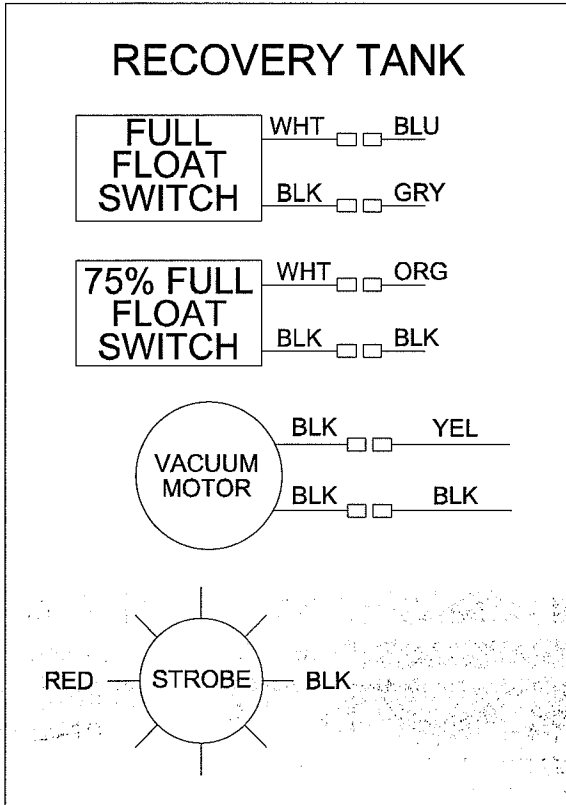 RECOVERY TANK
FULL FLOAT SWITCH
WHT BLU
BLK GRY
75% FULL FLOAT SWITCH
WHT ORG
BLK BLK
VACUUM MOTOR
BLK YEL
BLK BLK
RED STROBE BLK